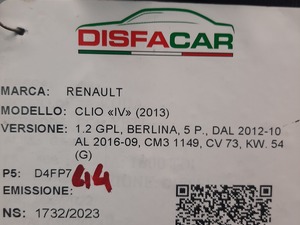 DISFACAR
MARCA: RENAULT
MODELLO: CLIO «IV» (2013)
VERSIONE: 1.2 GPL, BERLINA, 5 P., DAL 2012-10
AL 2016-09, CM3 1149, CV 73, KW. 54
(G)
P5: D4FP7 44
EMISSIONE:
NS: 1732/2023